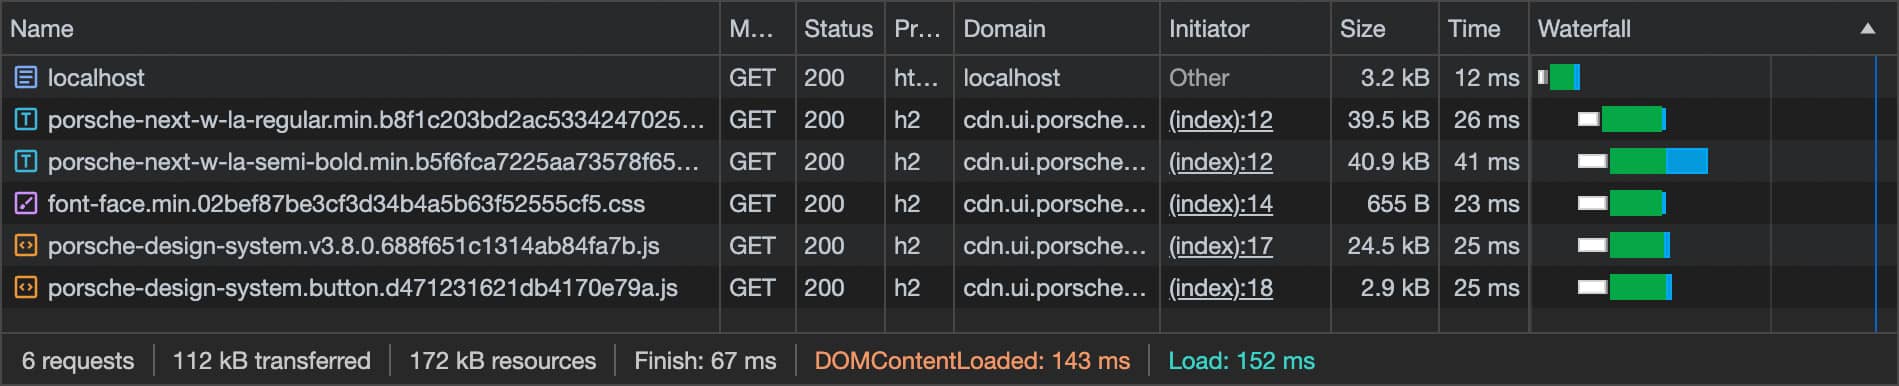 Name M... Status Pr... Domain Initiator Size Time Waterfall
localhost GET 200 ht... localhost Other 3.2 kB 12 ms
porsche-next-w-la-regular.min.b8f1c203bd2ac5334247025... GET 200 h2 cdn.ui.porsche... (index):12 39.5 kB 26 ms
porsche-next-w-la-semi-bold.min.b5f6fca7225aa73578f65... GET 200 h2 cdn.ui.porsche... (index):12 40.9 kB 41 ms
font-face.min.02bef87be3cf3d34b4a5b63f52555cf5.css GET 200 h2 cdn.ui.porsche... (index):14 655 B 23 ms
porsche-design-system.v3.8.0.688f651c1314ab84fa7b.js GET 200 h2 cdn.ui.porsche... (index):17 24.5 kB 25 ms
porsche-design-system.button.d471231621db4170e79a.js GET 200 h2 cdn.ui.porsche... (index):18 2.9 kB 25 ms
6 requests 112 kB transferred 172 kB resources Finish: 67 ms DOMContentLoaded: 143 ms Load: 152 ms